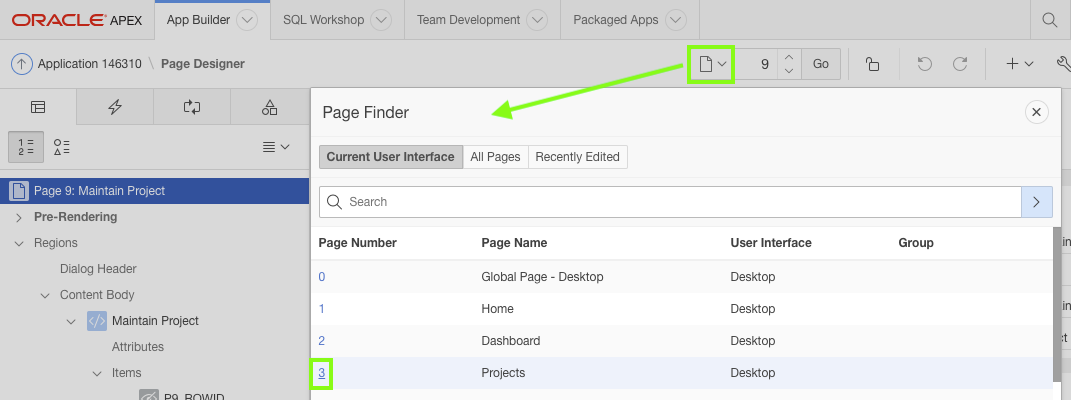 ORACLE APEX App Builder SQL Workshop Team Development Packaged Apps
Application 146310 \ Page Designer 9 Go
Page Finder
Current User Interface All Pages Recently Edited
Search
Page 9: Maintain Project
Pre-Rendering
Regions
Dialog Header
Content Body
Maintain Project
Attributes
Items
P9_ROWID
Page Number Page Name User Interface Group
0 Global Page - Desktop Desktop
1 Home Desktop
2 Dashboard Desktop
3 Projects Desktop